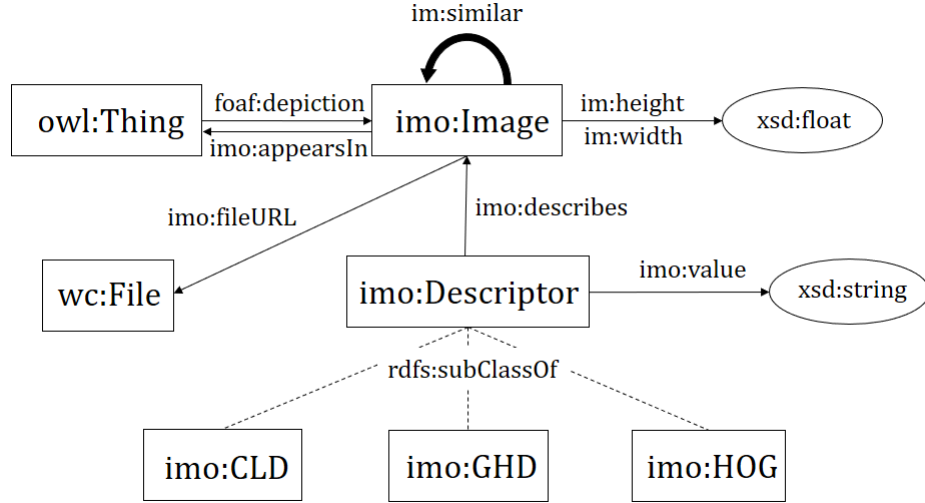 im:similar
owl:Thing
foaf:depiction
imo:appearsIn
imo:Image
im:height
im:width
xsd:float
imo:fileURL
imo:describes
wc:File
imo:Descriptor
imo:value
xsd:string
rdfs:subClassOf
imo:CLD
imo:GHD
imo:HOG